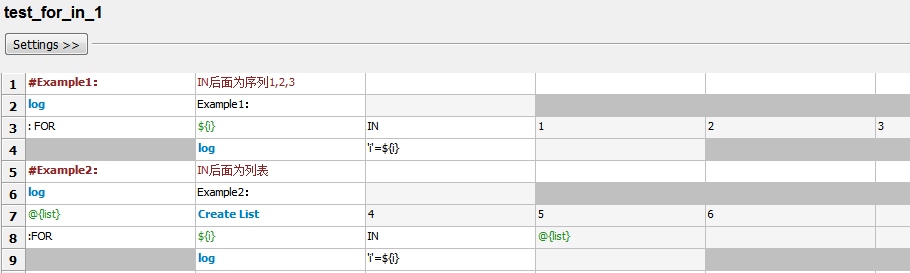 test_for_in_1
Settings >>
1 #Example1: IN后面为序列1,2,3
2 log Example1:
3 : FOR ${i} IN 1 2 3
4 log 'i'=${i}
5 #Example2: IN后面为列表
6 log Example2:
7 @{list} Create List 4 5 6
8 :FOR ${i} IN @{list}
9 log 'i'=${i}